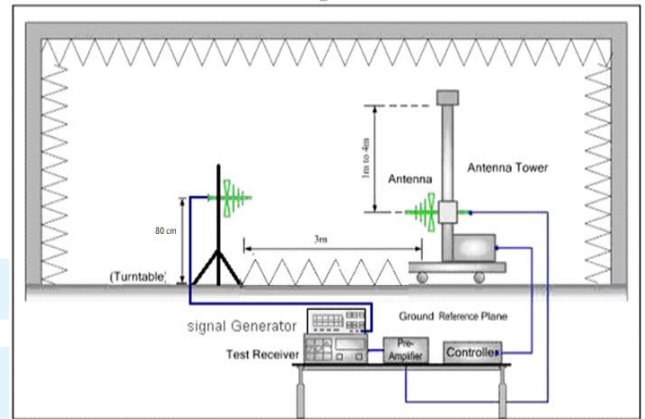 1m to 4m
Antenna
Antenna Tower
80 cm
3m
(Turntable)
signal Generator
Ground Reference Plane
Test Receiver
Pre-
Amplifier
Controller